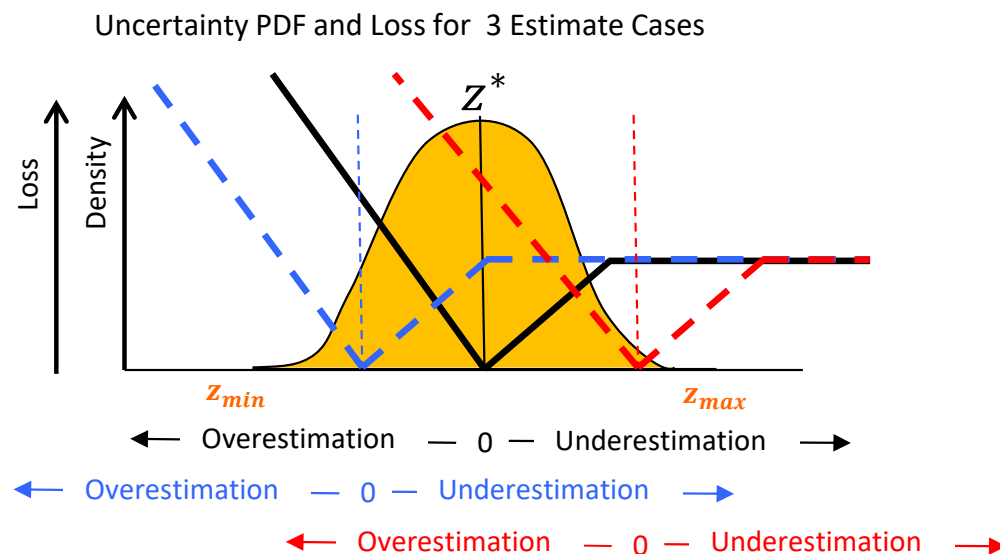 Uncertainty PDF and Loss for 3 Estimate Cases
Loss
Density
z*
z_min
z_max
Overestimation — 0 — Underestimation
Overestimation — 0 — Underestimation
Overestimation — 0 — Underestimation